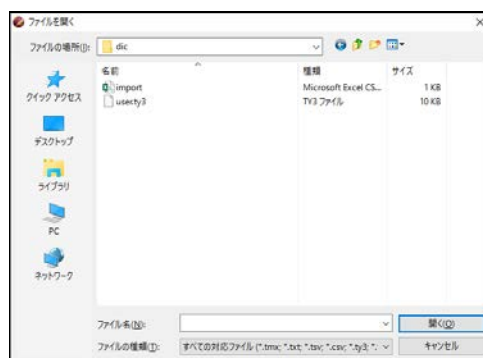 ファイルを開く
ファイルの場所(I): dic
名前 種類 サイズ
import Microsoft Excel CS... 1 KB
user.ty3 TY3 ファイル 10 KB
クイック アクセス
デスクトップ
ライブラリ
PC
ネットワーク
ファイル名(N): 開く(O)
ファイルの種類(T): すべての対応ファイル (*.tmx; *.txt; *.tsv; *.csv; *.ty3; *. キャンセル